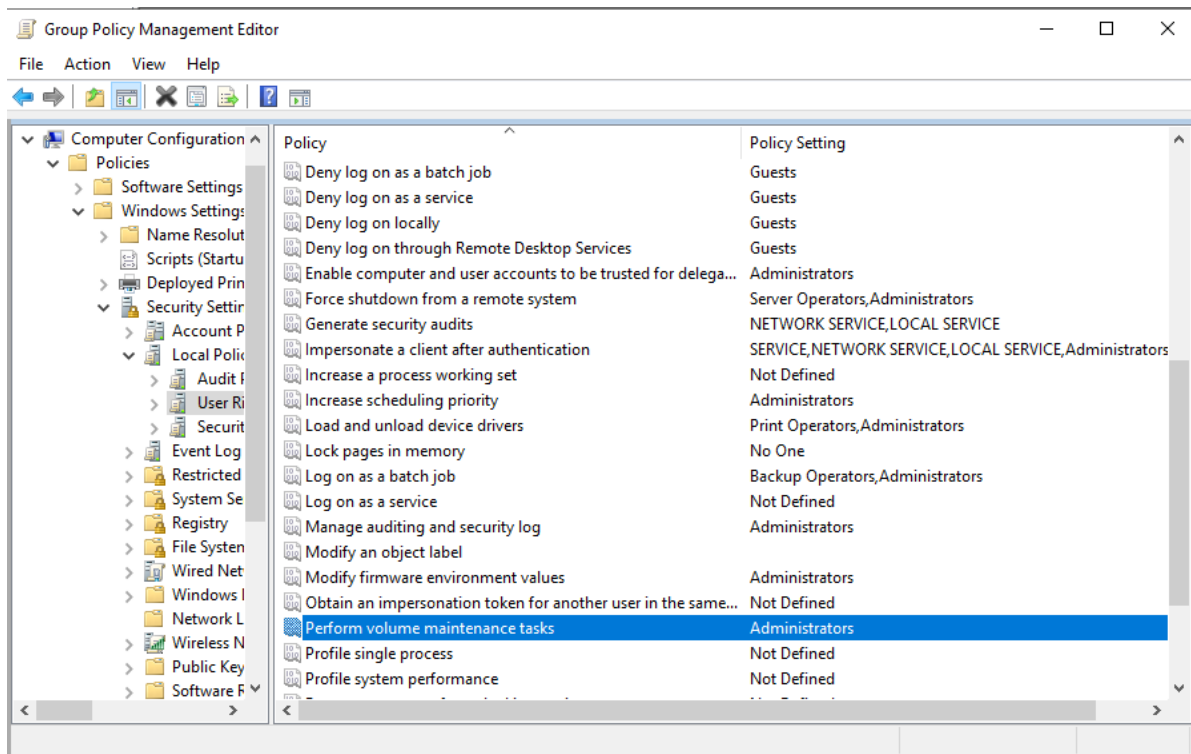 Group Policy Management Editor
File Action View Help
Computer Configuration
Policies
Software Settings
Windows Settings
Name Resolut
Scripts (Startu
Deployed Prin
Security Settin
Account P
Local Polic
Audit P
User Ri
Securit
Event Log
Restricted
System Se
Registry
File System
Wired Net
Windows
Network L
Wireless N
Public Key
Software R
Policy Policy Setting
Deny log on as a batch job Guests
Deny log on as a service Guests
Deny log on locally Guests
Deny log on through Remote Desktop Services Guests
Enable computer and user accounts to be trusted for delega... Administrators
Force shutdown from a remote system Server Operators,Administrators
Generate security audits NETWORK SERVICE,LOCAL SERVICE
Impersonate a client after authentication SERVICE,NETWORK SERVICE,LOCAL SERVICE,Administrators
Increase a process working set Not Defined
Increase scheduling priority Administrators
Load and unload device drivers Print Operators,Administrators
Lock pages in memory No One
Log on as a batch job Backup Operators,Administrators
Log on as a service Not Defined
Manage auditing and security log Administrators
Modify an object label
Modify firmware environment values Administrators
Obtain an impersonation token for another user in the same... Not Defined
Perform volume maintenance tasks Administrators
Profile single process Not Defined
Profile system performance Not Defined